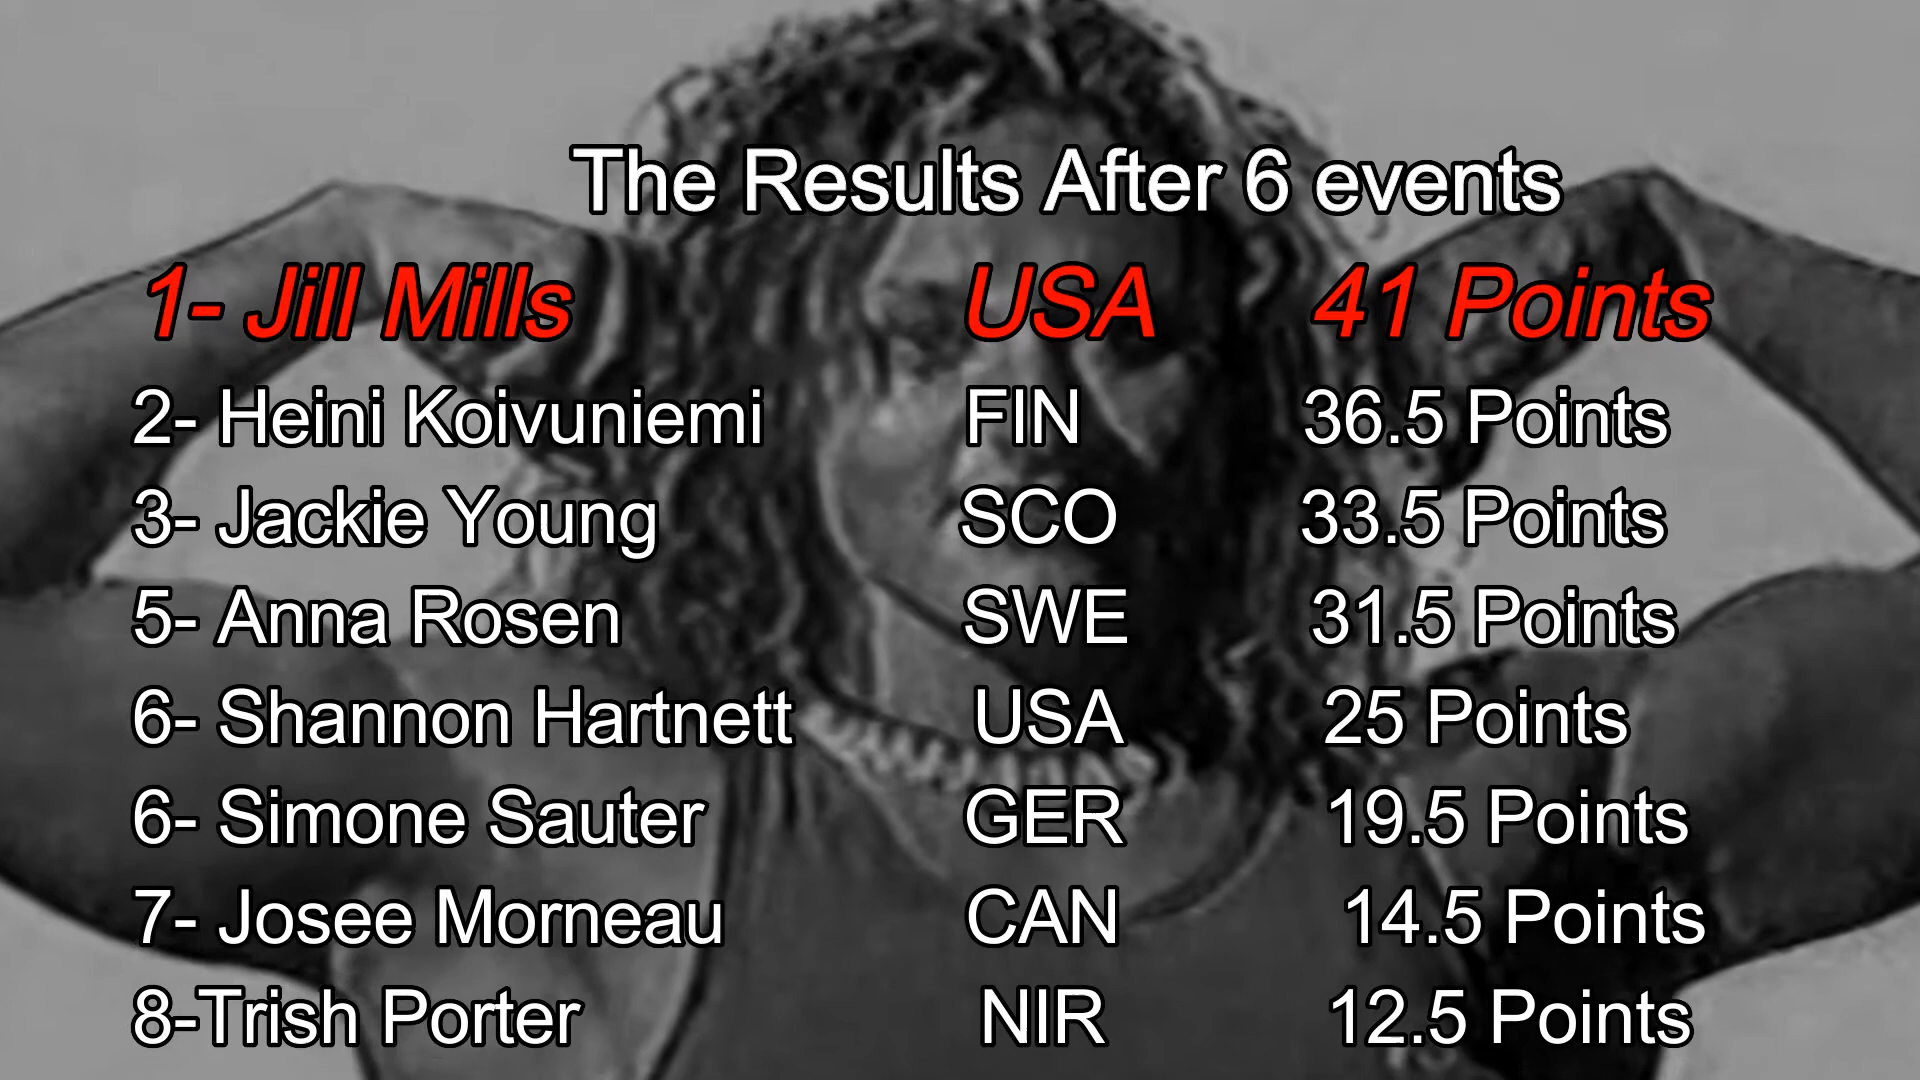 The Results After 6 events
1- Jill Mills USA 41 Points
2- Heini Koivuniemi FIN 36.5 Points
3- Jackie Young SCO 33.5 Points
5- Anna Rosen SWE 31.5 Points
6- Shannon Hartnett USA 25 Points
6- Simone Sauter GER 19.5 Points
7- Josee Morneau CAN 14.5 Points
8-Trish Porter NIR 12.5 Points